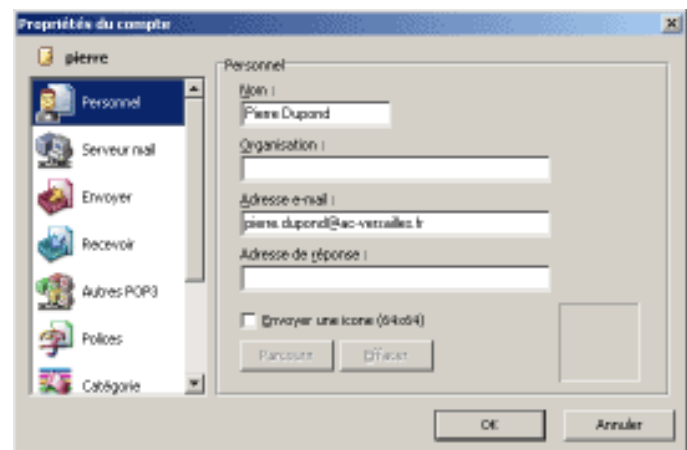 Propriétés du compte
pierre
Personnel
Serveur mail
Envoyer
Recevoir
Autres POP3
Polices
Catégorie
Personnel
Nom :
Pierre Dupond
Organisation :
Adresse e-mail :
pierre.dupond@ac-versailles.fr
Adresse de réponse :
Envoyer une icone (64x64)
Parcourir
Effacer
OK
Annuler